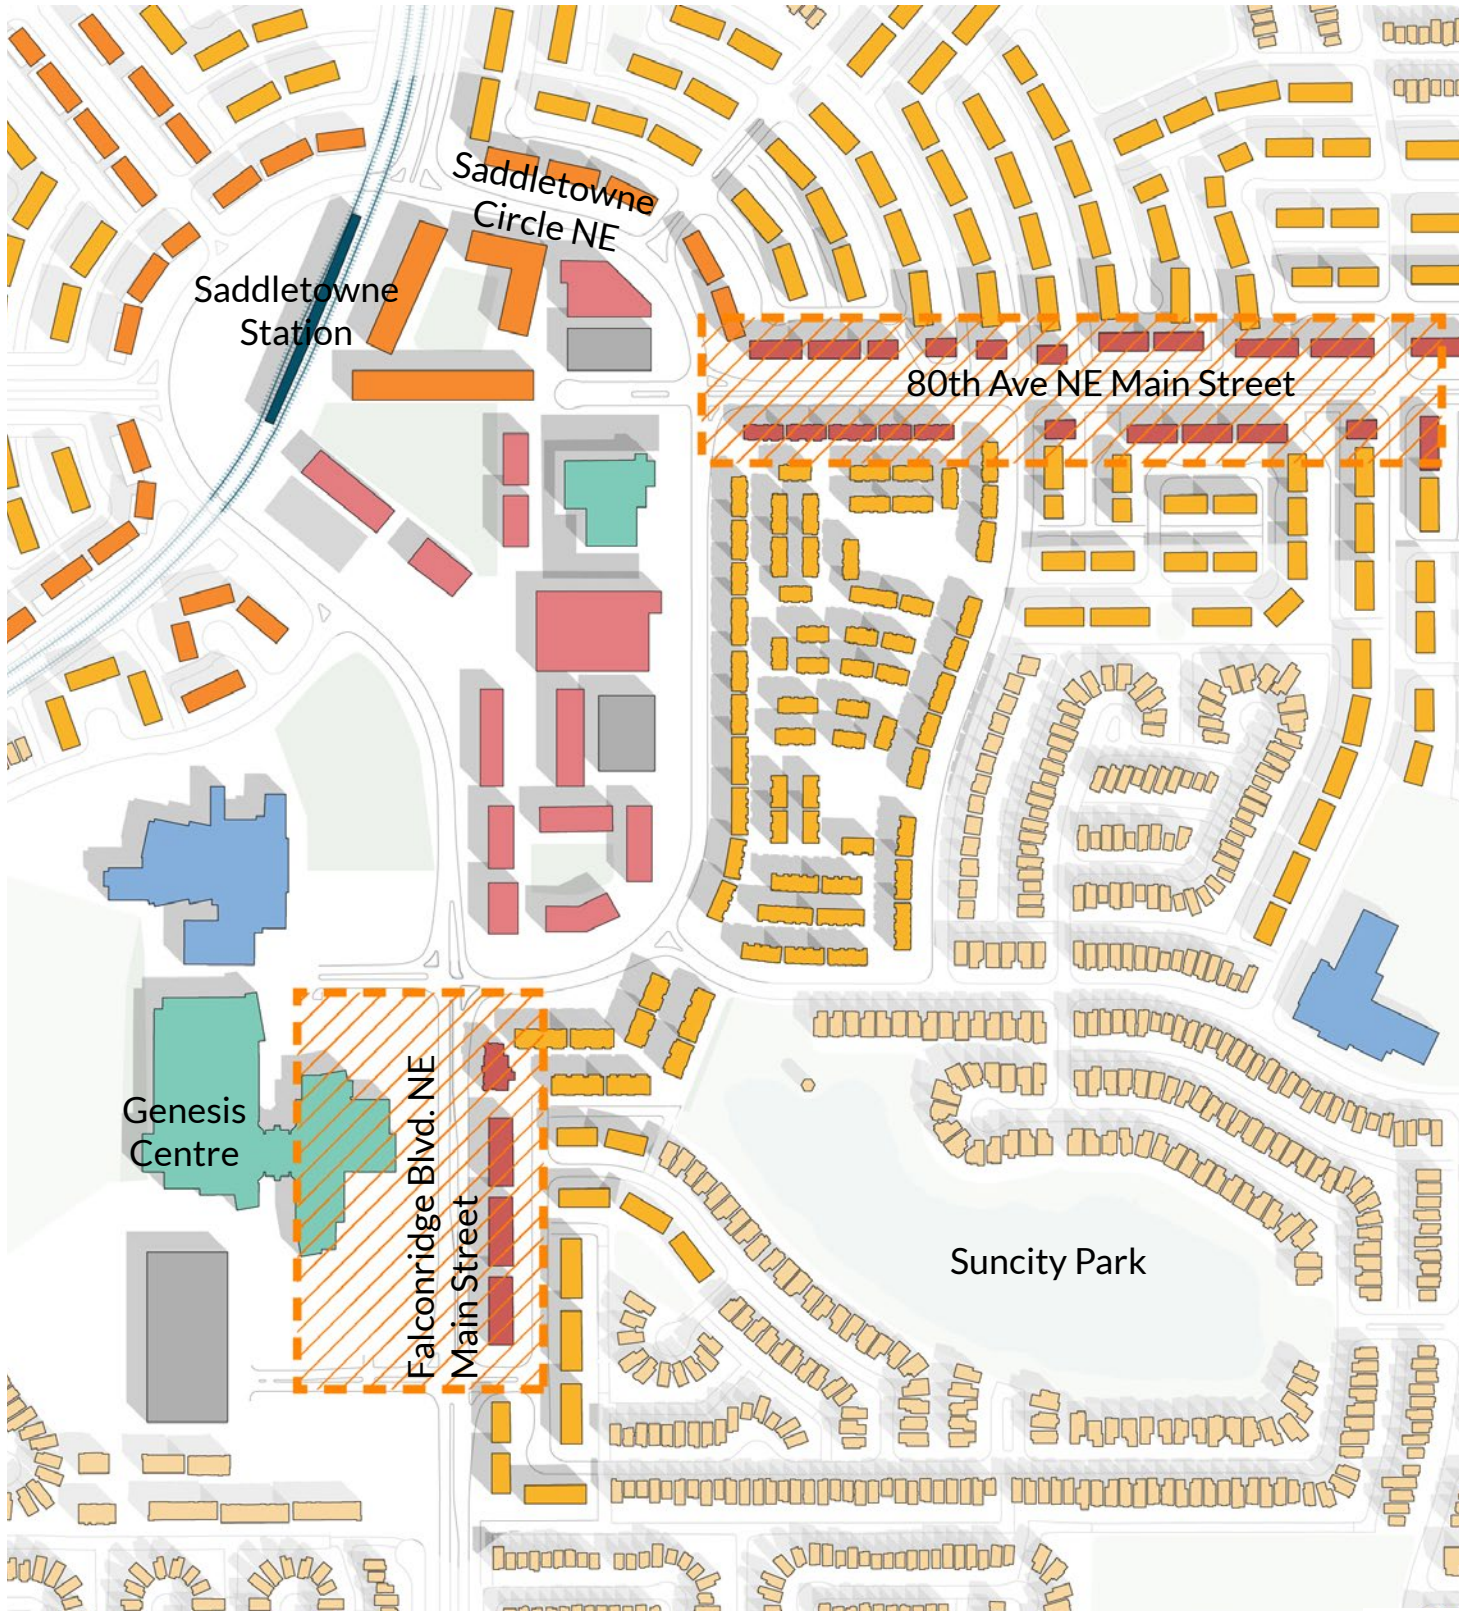 Saddletowne
Circle NE
Saddletowne
Station
80th Ave NE Main Street
Genesis
Centre
Falconridge Blvd. NE
Main Street
Suncity Park